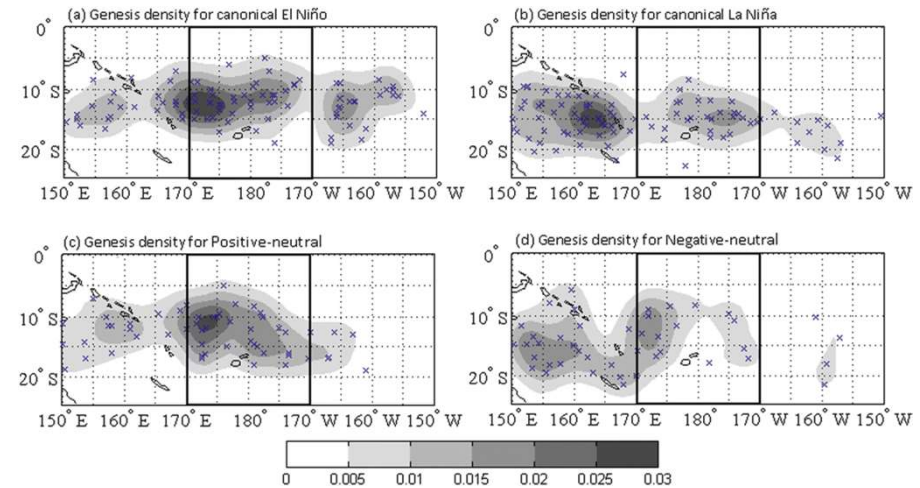 (a) Genesis density for canonical El Niño
(b) Genesis density for canonical La Niña
0°
10° S
20° S
150° E 160° E 170° E 180° 170° W 160° W 150° W
0°
10° S
20° S
150° E 160° E 170° E 180° 170° W 160° W 150° W
(c) Genesis density for Positive-neutral
(d) Genesis density for Negative-neutral
0°
10° S
20° S
150° E 160° E 170° E 180° 170° W 160° W 150° W
0°
10° S
20° S
150° E 160° E 170° E 180° 170° W 160° W 150° W
0 0.005 0.01 0.015 0.02 0.025 0.03